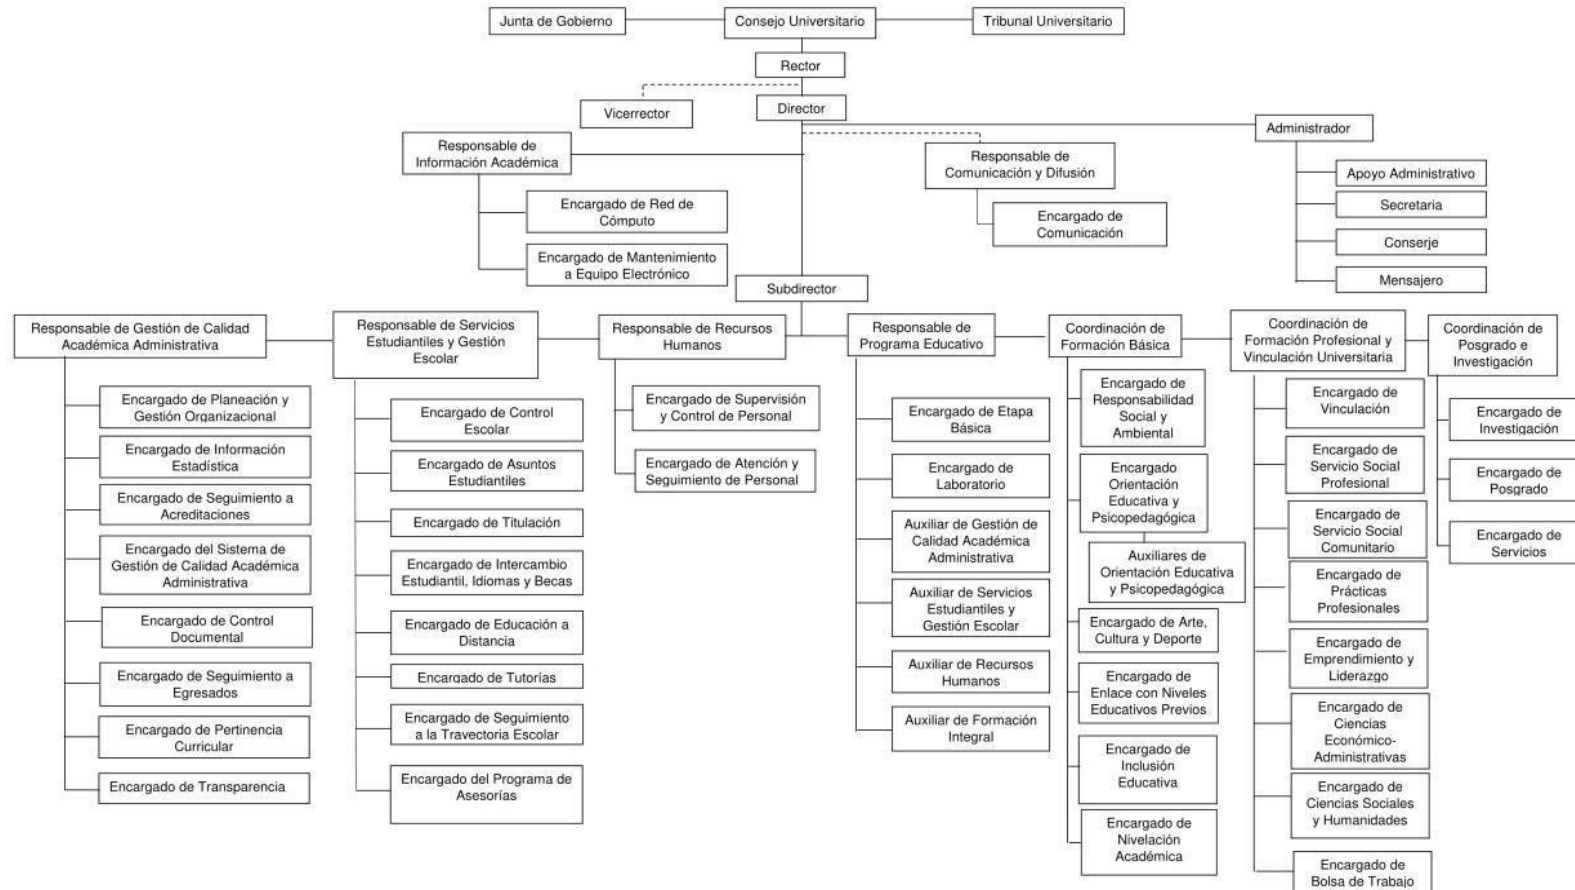 Junta de Gobierno
Consejo Universitario
Tribunal Universitario
Rector
Vicerrector
Director
Administrador
Responsable de
Información Académica
Encargado de Red de
Cómputo
Encargado de Mantenimiento
a Equipo Electrónico
Responsable de
Comunicación y Difusión
Encargado de
Comunicación
Apoyo Administrativo
Secretaria
Conserje
Mensajero
Subdirector
Responsable de Gestión de Calidad
Académica Administrativa
Encargado de Planeación y
Gestión Organizacional
Encargado de Información
Estadística
Encargado de Seguimiento a
Acreditaciones
Encargado del Sistema de
Gestión de Calidad Académica
Administrativa
Encargado de Control
Documental
Encargado de Seguimiento a
Egresados
Encargado de Pertinencia
Curricular
Encargado de Transparencia
Responsable de Servicios
Estudiantiles y Gestión
Escolar
Encargado de Control
Escolar
Encargado de Asuntos
Estudiantiles
Encargado de Titulación
Encargado de Intercambio
Estudiantil, Idiomas y Becas
Encargado de Educación a
Distancia
Encargado de Tutorías
Encargado de Seguimiento
a la Travectoria Escolar
Encargado del Programa de
Asesorías
Responsable de Recursos
Humanos
Encargado de Supervisión
y Control de Personal
Encargado de Atención y
Seguimiento de Personal
Responsable de
Programa Educativo
Encargado de Etapa
Básica
Encargado de
Laboratorio
Auxiliar de Gestión de
Calidad Académica
Administrativa
Auxiliar de Servicios
Estudiantiles y
Gestión Escolar
Auxiliar de Recursos
Humanos
Auxiliar de Formación
Integral
Coordinación de
Formación Básica
Encargado de
Responsabilidad
Social y
Ambiental
Encargado
Orientación
Educativa y
Psicopedagógica
Auxiliares de
Orientación Educativa
y Psicopedagógica
Encargado de Arte,
Cultura y Deporte
Encargado de
Enlace con Niveles
Educativos Previos
Encargado de
Inclusión
Educativa
Encargado de
Nivelación
Académica
Coordinación de
Formación Profesional y
Vinculación Universitaria
Encargado de
Vinculación
Encargado de
Servicio Social
Profesional
Encargado de
Servicio Social
Comunitario
Encargado de
Prácticas
Profesionales
Encargado de
Emprendimiento y
Liderazgo
Encargado de
Ciencias
Económico-
Administrativas
Encargado de
Ciencias Sociales
y Humanidades
Encargado de
Bolsa de Trabajo
Coordinación de
Posgrado e
Investigación
Encargado de
Investigación
Encargado de
Posgrado
Encargado de
Servicios